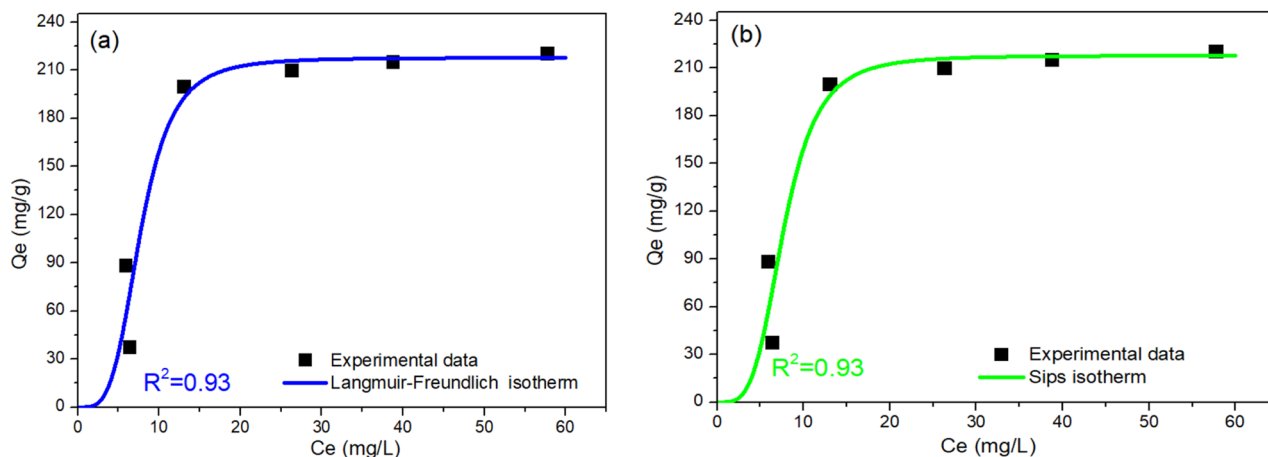 (a)
240
210
180
150
120
90
60
30
0
Qe (mg/g)
0 10 20 30 40 50 60
Ce (mg/L)
Experimental data
Langmuir-Freundlich isotherm
R²=0.93
(b)
240
210
180
150
120
90
60
30
0
Qe (mg/g)
0 10 20 30 40 50 60
Ce (mg/L)
Experimental data
Sips isotherm
R²=0.93